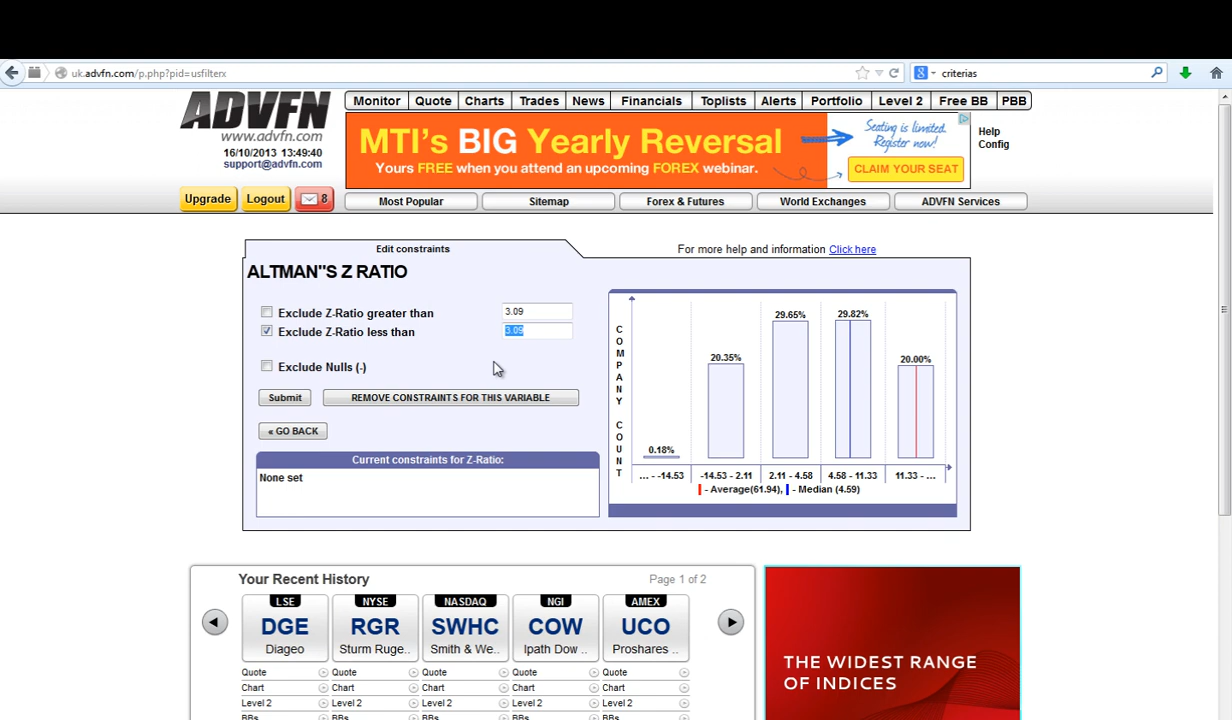 uk.advfn.com/p.php?pid=usfilterx
criterias
ADVFN
www.advfn.com
16/10/2013 13:49:40
support@advfn.com
Monitor Quote Charts Trades News Financials Toplists Alerts Portfolio Level 2 Free BB PBB
MTI's BIG Yearly Reversal
Yours FREE when you attend an upcoming FOREX webinar.
Seating is limited.
Register now!
CLAIM YOUR SEAT
Help
Config
Upgrade Logout 8
Most Popular Sitemap Forex & Futures World Exchanges ADVFN Services
Edit constraints
For more help and information Click here
ALTMAN"S Z RATIO
Exclude Z-Ratio greater than 3.09
Exclude Z-Ratio less than 3.09
Exclude Nulls (-)
Submit REMOVE CONSTRAINTS FOR THIS VARIABLE
« GO BACK
Current constraints for Z-Ratio:
None set
COMPANY COUNT
0.18% 20.35% 29.65% 29.82% 20.00%
... - -14.53 -14.53 - 2.11 2.11 - 4.58 4.58 - 11.33 11.33 - ...
- Average(61.94), - Median (4.59)
Your Recent History
Page 1 of 2
LSE NYSE NASDAQ NGI AMEX
DGE RGR SWHC COW UCO
Diageo Sturm Ruge.. Smith & We.. Ipath Dow .. Proshares ..
Quote Quote Quote Quote Quote
Chart Chart Chart Chart Chart
Level 2 Level 2 Level 2 Level 2 Level 2
BBs BBs BBs BBs BBs
THE WIDEST RANGE
OF INDICES